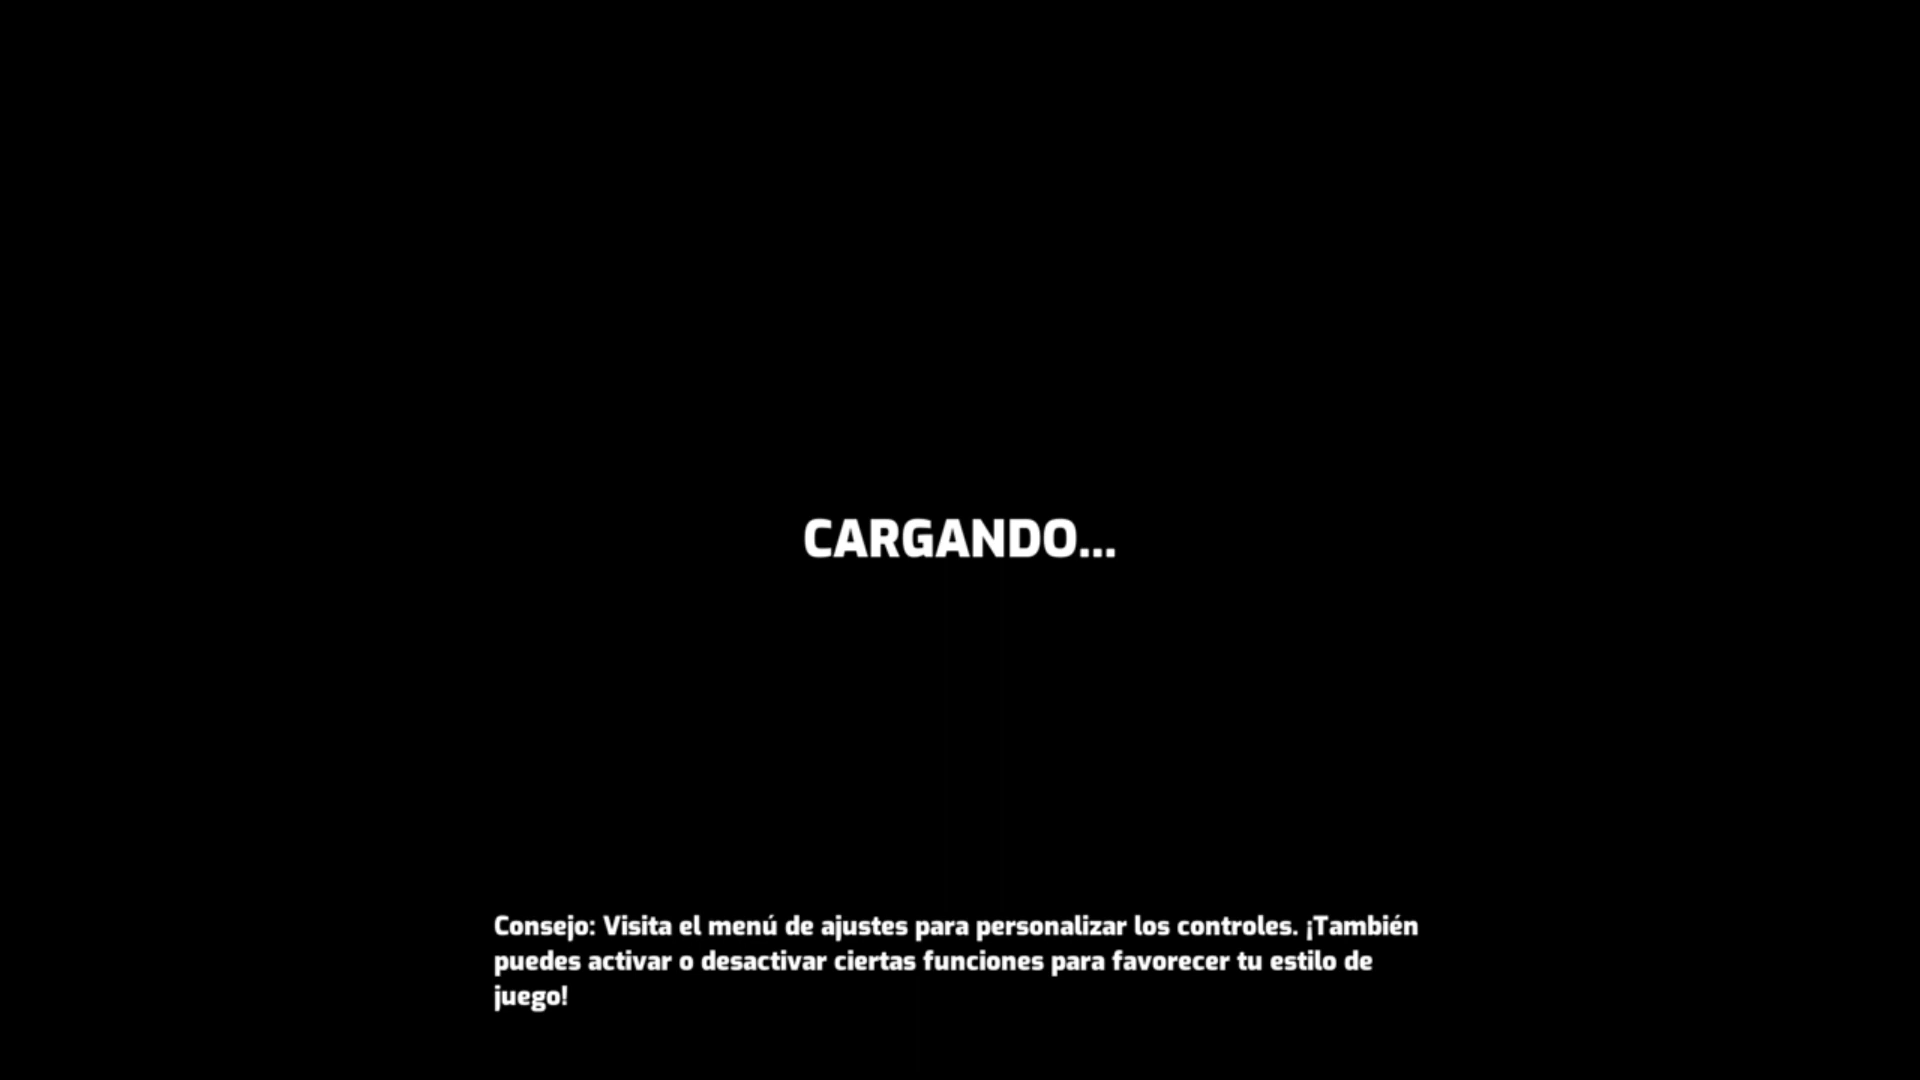 CARGANDO...
Consejo: Visita el menú de ajustes para personalizar los controles. ¡También
puedes activar o desactivar ciertas funciones para favorecer tu estilo de
juego!